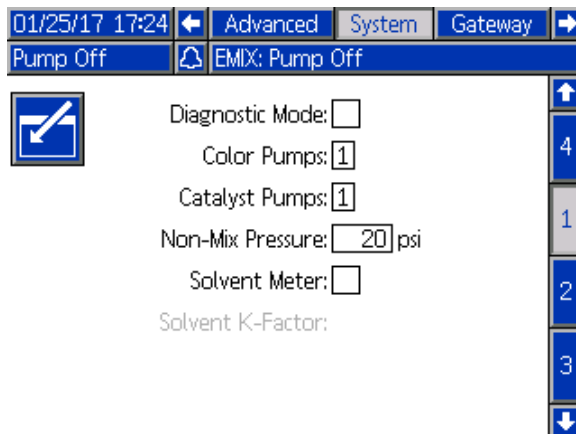 01/25/17 17:24 Advanced System Gateway
Pump Off EMIX: Pump Off
Diagnostic Mode:
Color Pumps: 1
Catalyst Pumps: 1
Non-Mix Pressure: 20 psi
Solvent Meter:
Solvent K-Factor:
4
1
2
3